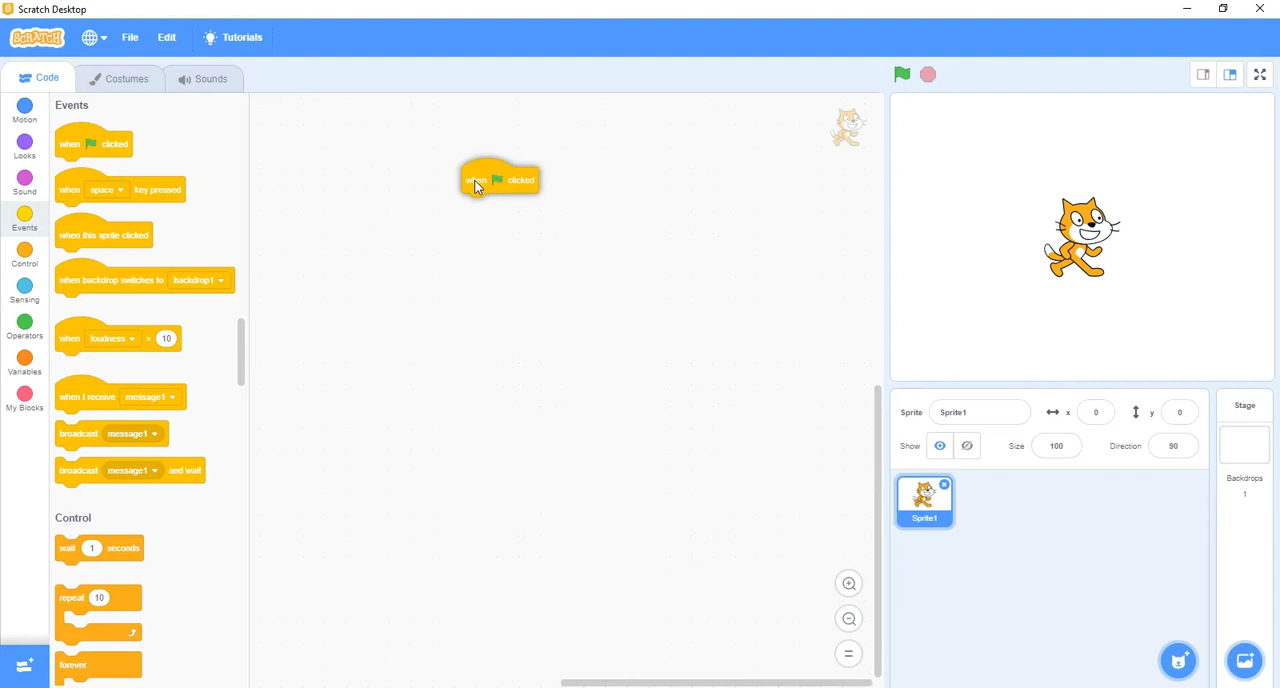 Scratch Desktop
SCRATCH File Edit Tutorials
Code Costumes Sounds
Motion
Looks
Sound
Events
Control
Sensing
Operators
Variables
My Blocks
Events
when clicked
when space key pressed
when this sprite clicked
when backdrop switches to backdrop1
when loudness > 10
when I receive message1
broadcast message1
broadcast message1 and wait
Control
wait 1 seconds
repeat 10
forever
when clicked
Sprite Sprite1 x 0 y 0
Show Size 100 Direction 90
Sprite1
Stage
Backdrops
1